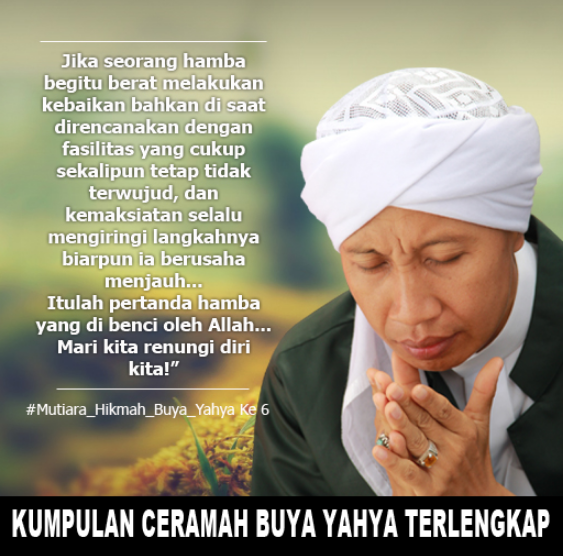 Jika seorang hamba
begitu berat melakukan
kebaikan bahkan di saat
direncanakan dengan
fasilitas yang cukup
sekalipun tetap tidak
terwujud, dan
kemaksiatan selalu
mengiringi langkahnya
biarpun ia berusaha
menjauh...
Itulah pertanda hamba
yang di benci oleh Allah...
Mari kita renungi diri
kita!”
#Mutiara_Hikmah_Buya_Yahya Ke 6
KUMPULAN CERAMAH BUYA YAHYA TERLENGKAP